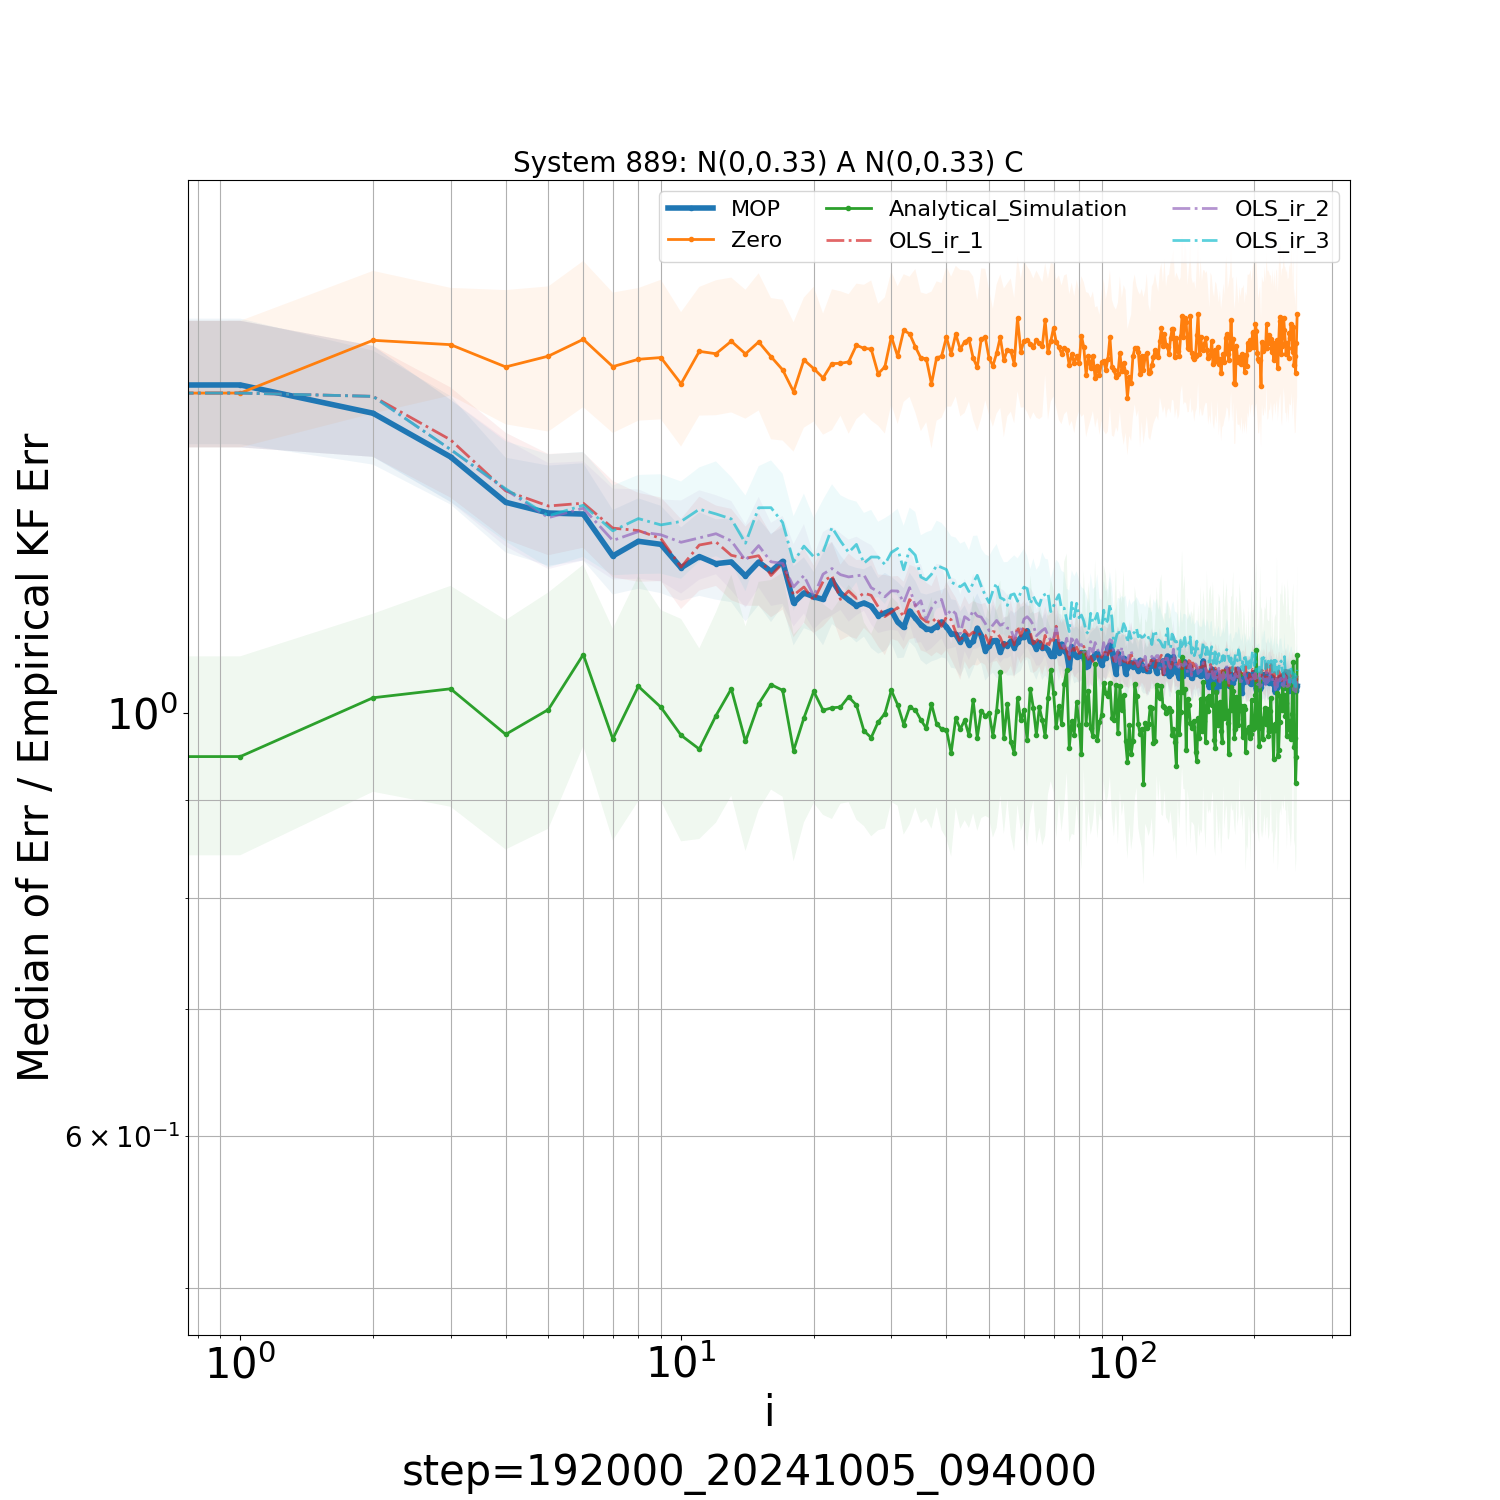 System 889: N(0,0.33) A N(0,0.33) C
MOP
Zero
Analytical_Simulation
OLS_ir_1
OLS_ir_2
OLS_ir_3
Median of Err / Empirical KF Err
10⁰
6 × 10⁻¹
10⁰ 10¹ 10²
i
step=192000_20241005_094000